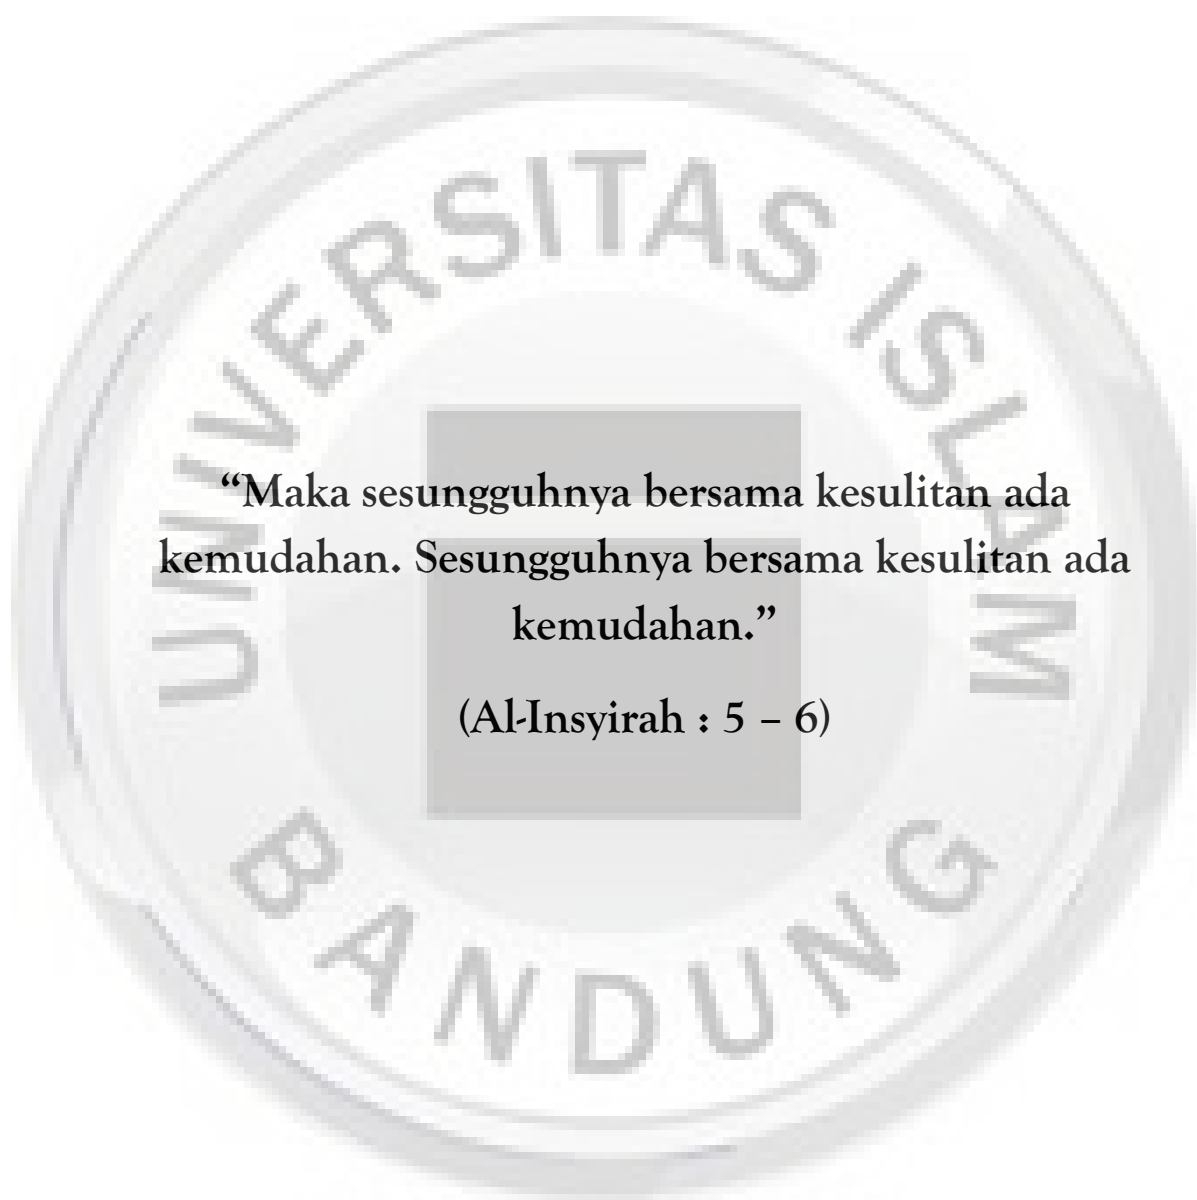 UNIVERSITAS ISLAM
“Maka sesungguhnya bersama kesulitan ada
kemudahan. Sesungguhnya bersama kesulitan ada
kemudahan.”
(Al-Insyirah : 5 – 6)
BANDUNG